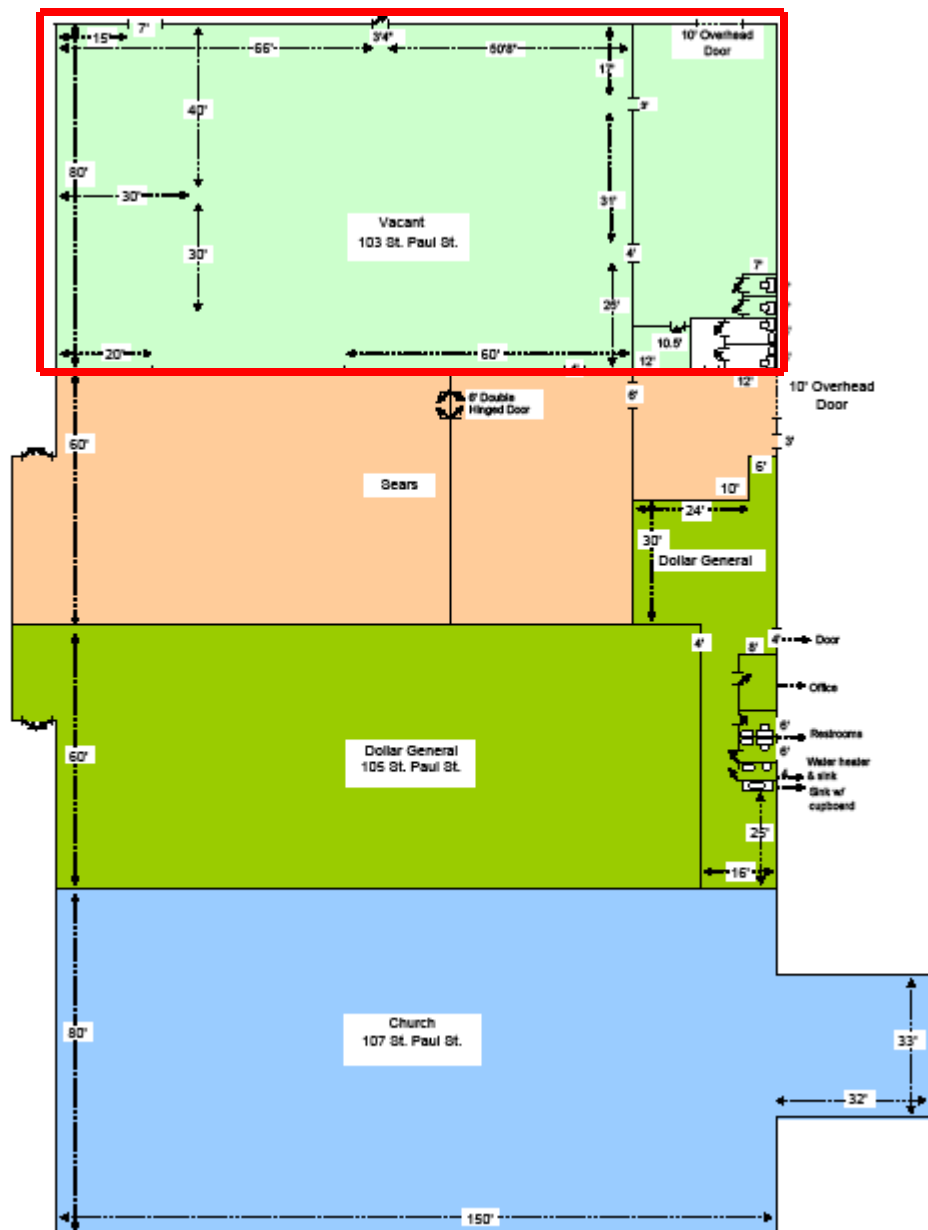 7'
15'
66'
3'4"
50'8"
10' Overhead
Door
17'
3'
40'
80'
30'
31'
Vacant
103 St. Paul St.
30'
4'
7'
10.5'
20'
60'
12'
12'
10' Overhead
Door
6' Double
Hinged Door
6'
60'
3'
6'
Sears
10'
24'
30'
Dollar General
4'
4'
Door
8'
Office
6'
Restrooms
Dollar General
105 St. Paul St.
60'
6'
Water heater
& sink
Sink w/
cupboard
25'
16'
Church
107 St. Paul St.
80'
33'
32'
150'